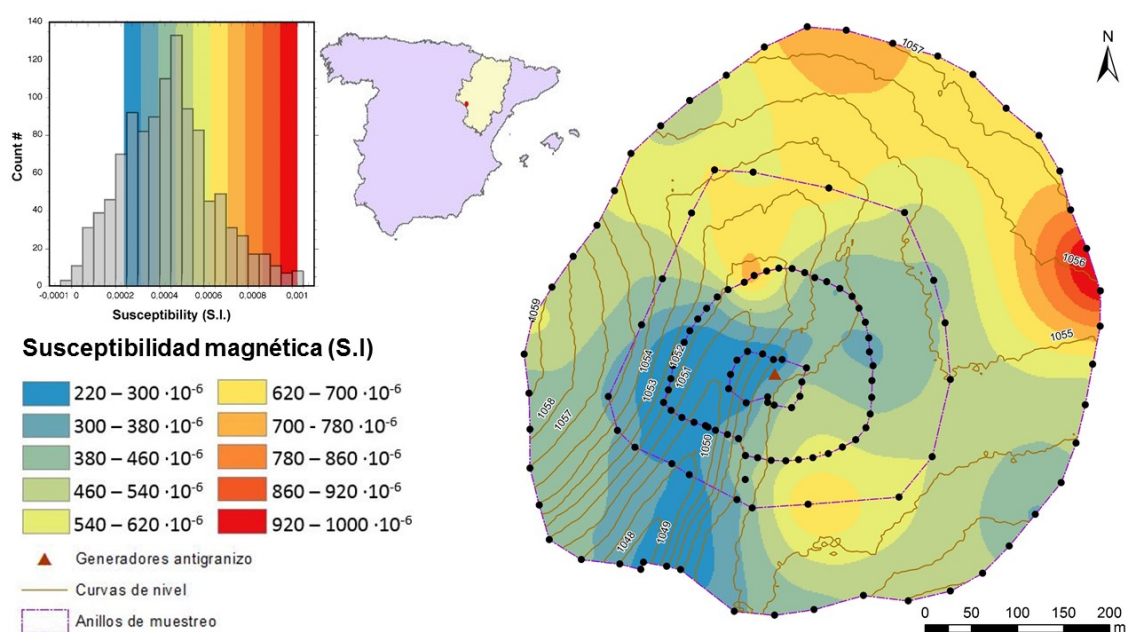 140
120
100
80
60
40
20
0
Count #
-0.0001 0 0.0002 0.0004 0.0006 0.0008 0.001
Susceptibility (S.I.)
Susceptibilidad magnética (S.I)
220 – 300 ·10⁻⁶
300 – 380 ·10⁻⁶
380 – 460 ·10⁻⁶
460 – 540 ·10⁻⁶
540 – 620 ·10⁻⁶
620 – 700 ·10⁻⁶
700 - 780 ·10⁻⁶
780 – 860 ·10⁻⁶
860 – 920 ·10⁻⁶
920 – 1000 ·10⁻⁶
Generadores antigranizo
Curvas de nivel
Anillos de muestreo
N
1057
1056
1055
1059
1054
1052
1053
1051
1058
1057
1050
1049
1048
0 50 100 150 200
m